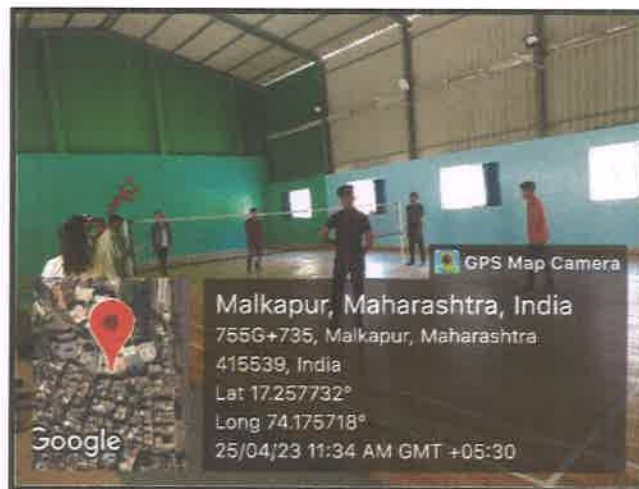 GPS Map Camera
Malkapur, Maharashtra, India
755G+735, Malkapur, Maharashtra
415539, India
Lat 17.257732°
Long 74.175718°
25/04/23 11:34 AM GMT +05:30
Google